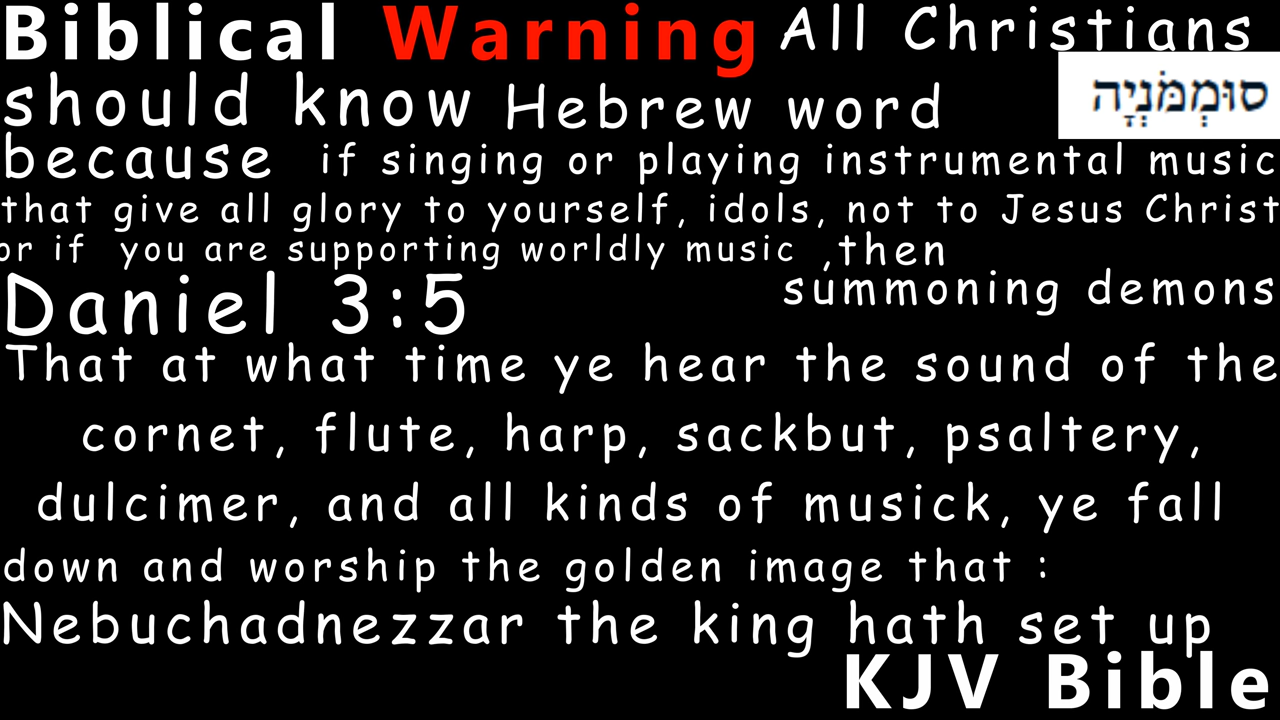 Biblical Warning All Christians
should know Hebrew word סוּמְמֹּנְיָה
because if singing or playing instrumental music
that give all glory to yourself, idols, not to Jesus Christ
or if you are supporting worldly music ,then
summoning demons
Daniel 3:5
That at what time ye hear the sound of the
cornet, flute, harp, sackbut, psaltery,
dulcimer, and all kinds of musick, ye fall
down and worship the golden image that :
Nebuchadnezzar the king hath set up
KJV Bible